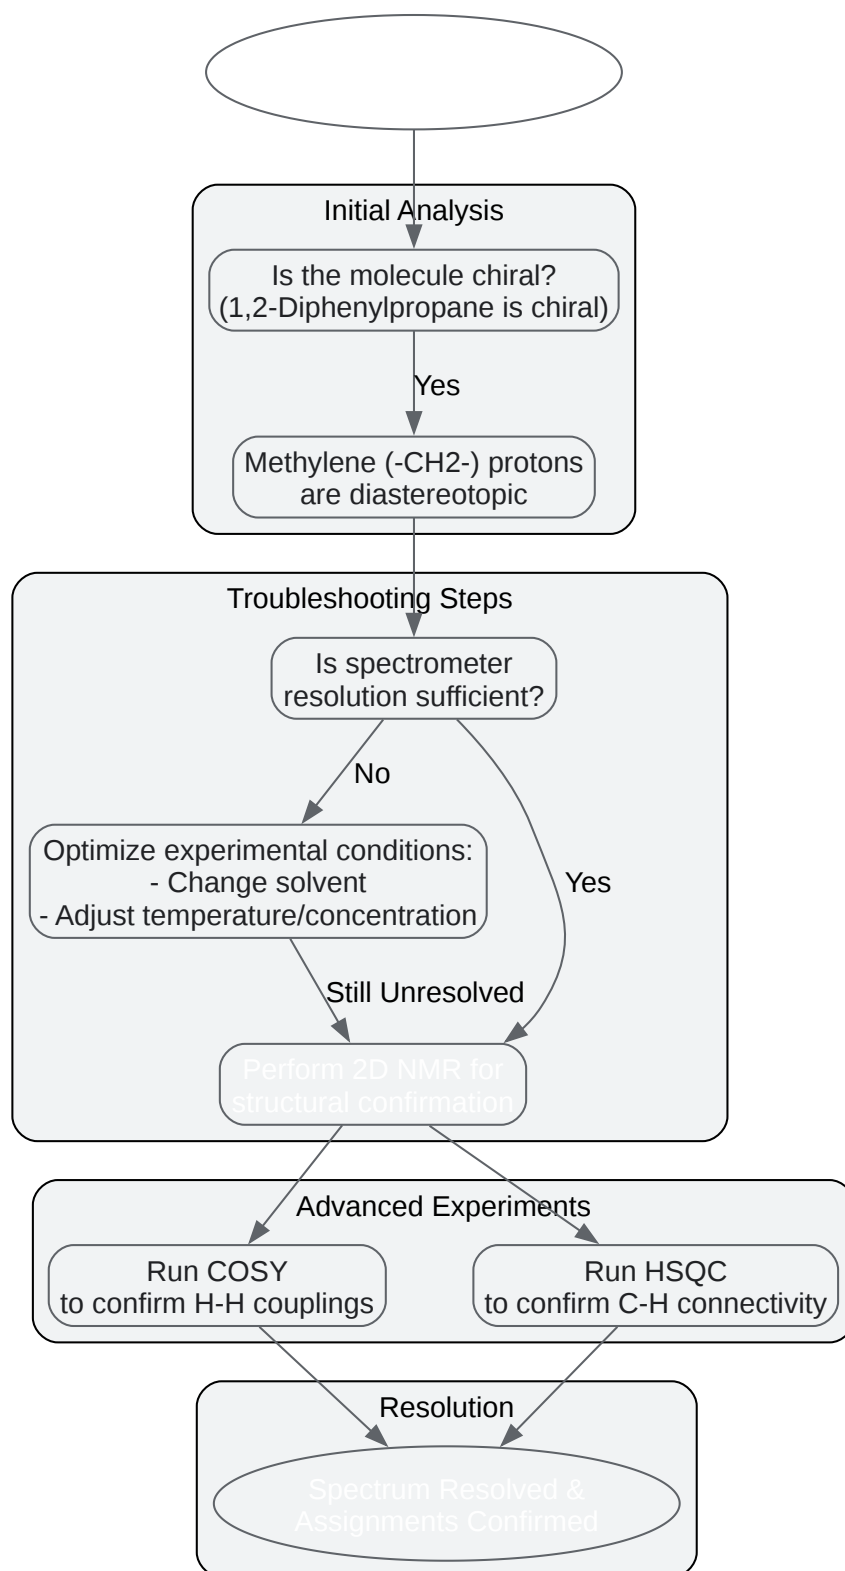 Initial Analysis
Is the molecule chiral?
(1,2-Diphenylpropane is chiral)
Yes
Methylene (-CH2-) protons
are diastereotopic
Troubleshooting Steps
Is spectrometer
resolution sufficient?
No
Optimize experimental conditions:
- Change solvent
- Adjust temperature/concentration
Yes
Still Unresolved
Perform 2D NMR for
structural confirmation
Advanced Experiments
Run COSY
to confirm H-H couplings
Run HSQC
to confirm C-H connectivity
Resolution
Spectrum Resolved &
Assignments Confirmed